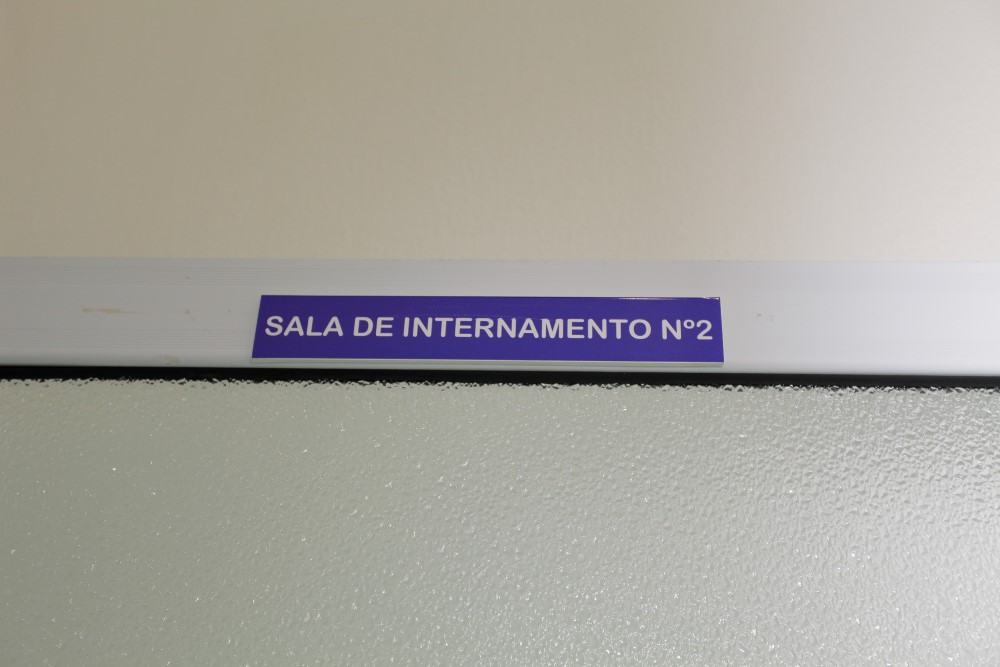 SALA DE INTERNAMENTO Nº2